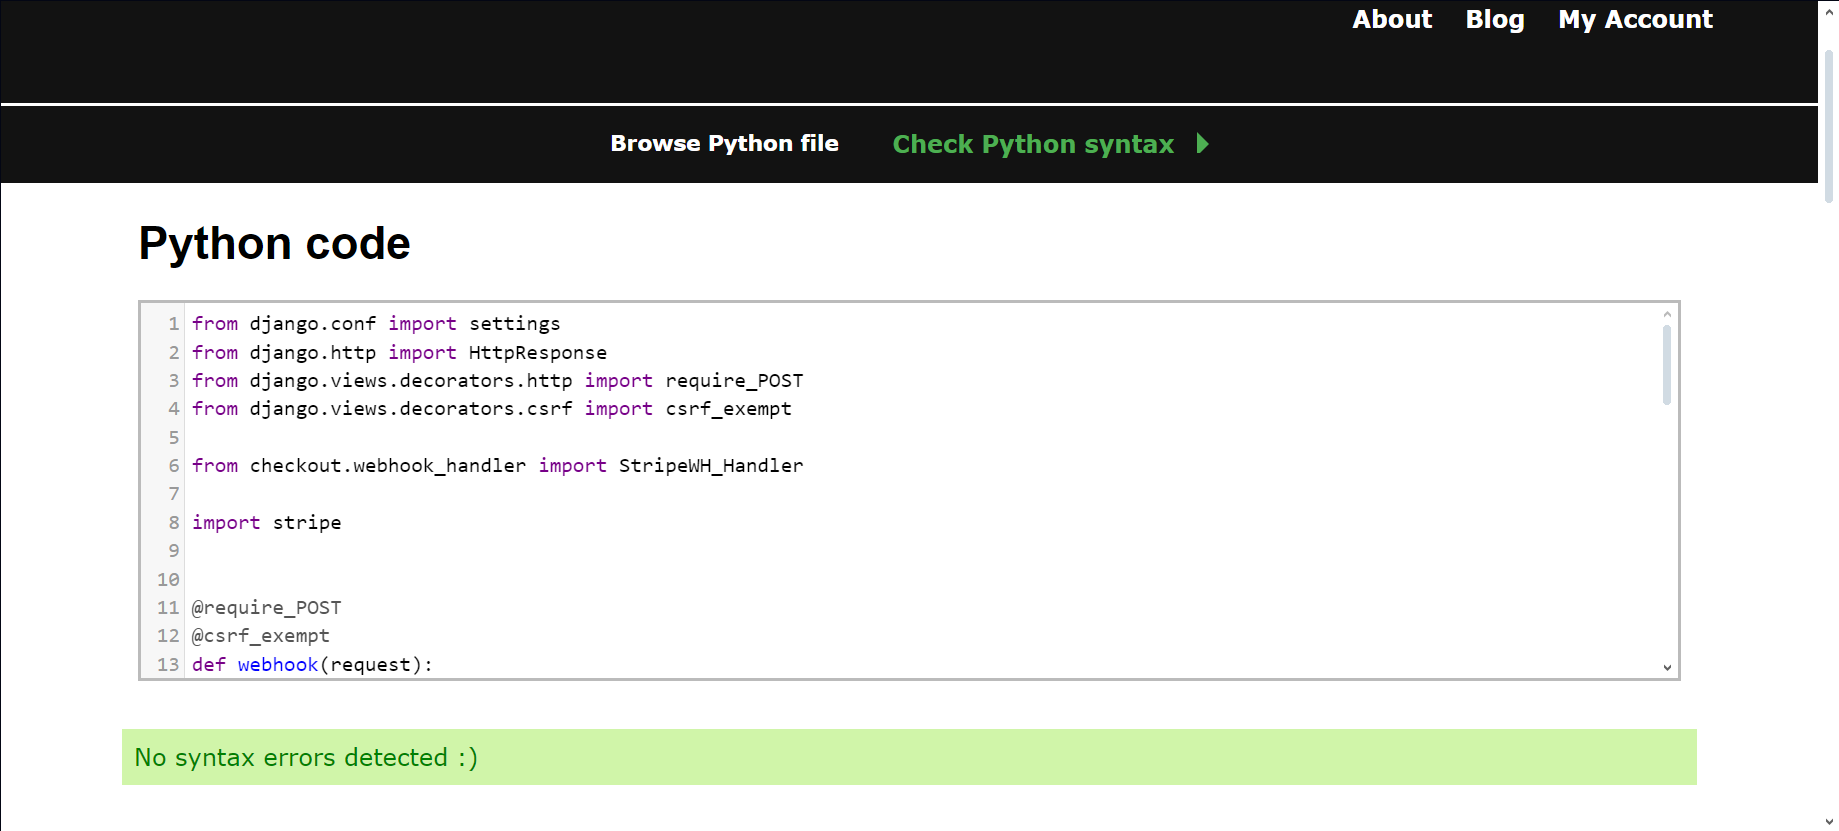 About Blog My Account
Browse Python file Check Python syntax
Python code
1 from django.conf import settings
2 from django.http import HttpResponse
3 from django.views.decorators.http import require_POST
4 from django.views.decorators.csrf import csrf_exempt
5
6 from checkout.webhook_handler import StripeWH_Handler
7
8 import stripe
9
10
11 @require_POST
12 @csrf_exempt
13 def webhook(request):
No syntax errors detected :)